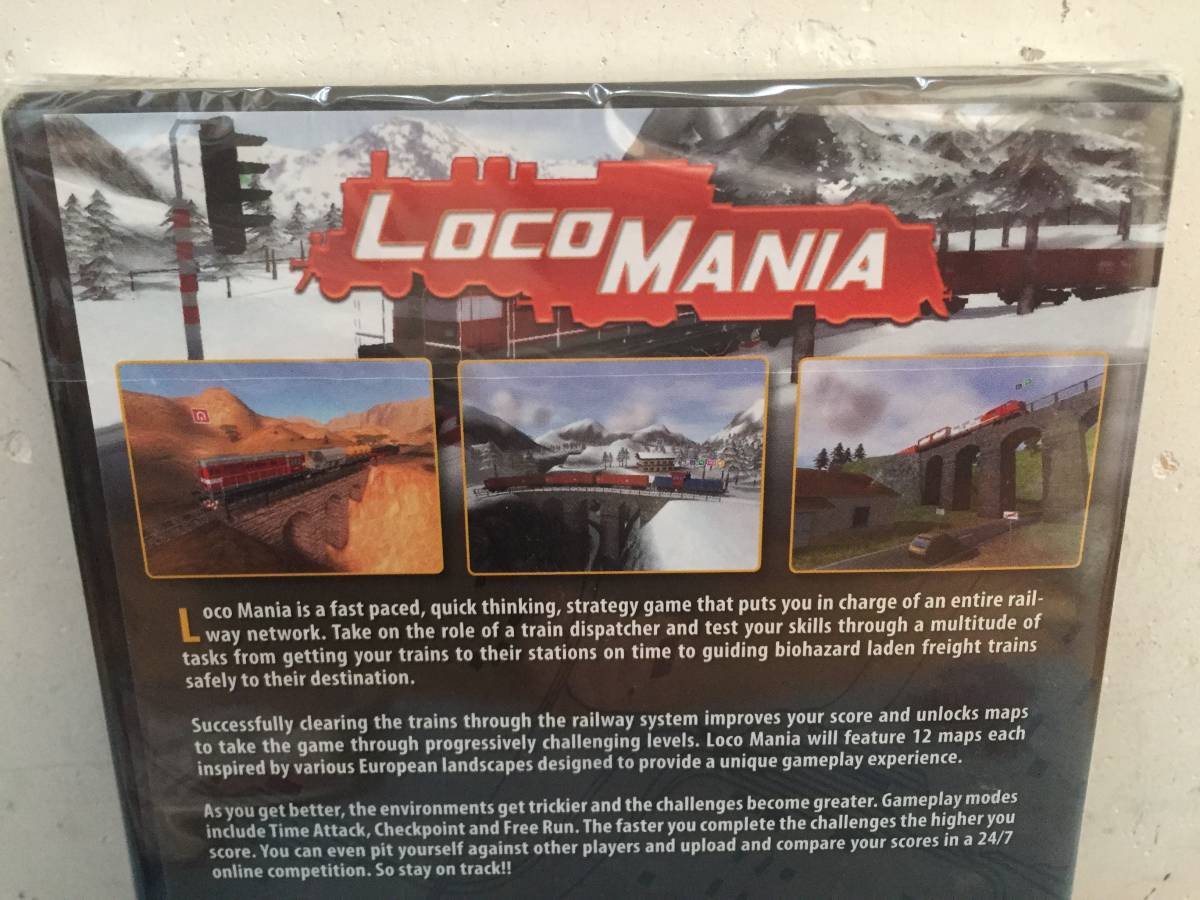 LOCO MANIA
Loco Mania is a fast paced, quick thinking, strategy game that puts you in charge of an entire rail-
way network. Take on the role of a train dispatcher and test your skills through a multitude of
tasks from getting your trains to their stations on time to guiding biohazard laden freight trains
safely to their destination.
Successfully clearing the trains through the railway system improves your score and unlocks maps
to take the game through progressively challenging levels. Loco Mania will feature 12 maps each
inspired by various European landscapes designed to provide a unique gameplay experience.
As you get better, the environments get trickier and the challenges become greater. Gameplay modes
include Time Attack, Checkpoint and Free Run. The faster you complete the challenges the higher you
score. You can even pit yourself against other players and upload and compare your scores in a 24/7
online competition. So stay on track!!